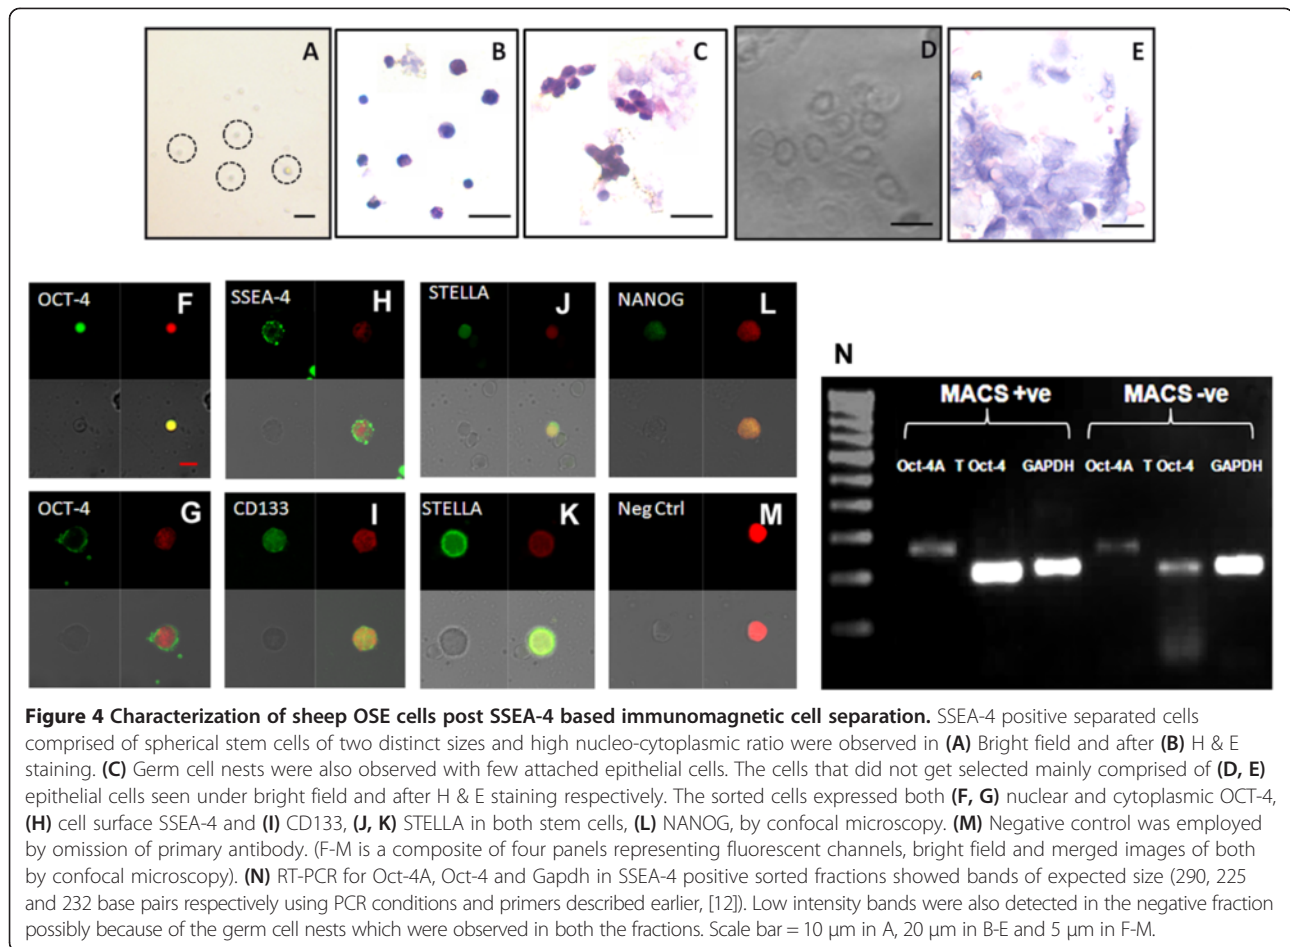 A B C D E
OCT-4 F SSEA-4 H STELLA J NANOG L
N
MACS +ve MACS -ve
Oct-4A T Oct-4 GAPDH Oct-4A T Oct-4 GAPDH
OCT-4 G CD133 I STELLA K Neg Ctrl M
Figure 4 Characterization of sheep OSE cells post SSEA-4 based immunomagnetic cell separation. SSEA-4 positive separated cells
comprised of spherical stem cells of two distinct sizes and high nucleo-cytoplasmic ratio were observed in (A) Bright field and after (B) H & E
staining. (C) Germ cell nests were also observed with few attached epithelial cells. The cells that did not get selected mainly comprised of (D, E)
epithelial cells seen under bright field and after H & E staining respectively. The sorted cells expressed both (F, G) nuclear and cytoplasmic OCT-4,
(H) cell surface SSEA-4 and (I) CD133, (J, K) STELLA in both stem cells, (L) NANOG, by confocal microscopy. (M) Negative control was employed
by omission of primary antibody. (F-M is a composite of four panels representing fluorescent channels, bright field and merged images of both
by confocal microscopy). (N) RT-PCR for Oct-4A, Oct-4 and Gapdh in SSEA-4 positive sorted fractions showed bands of expected size (290, 225
and 232 base pairs respectively using PCR conditions and primers described earlier, [12]). Low intensity bands were also detected in the negative fraction
possibly because of the germ cell nests which were observed in both the fractions. Scale bar = 10 μm in A, 20 μm in B-E and 5 μm in F-M.